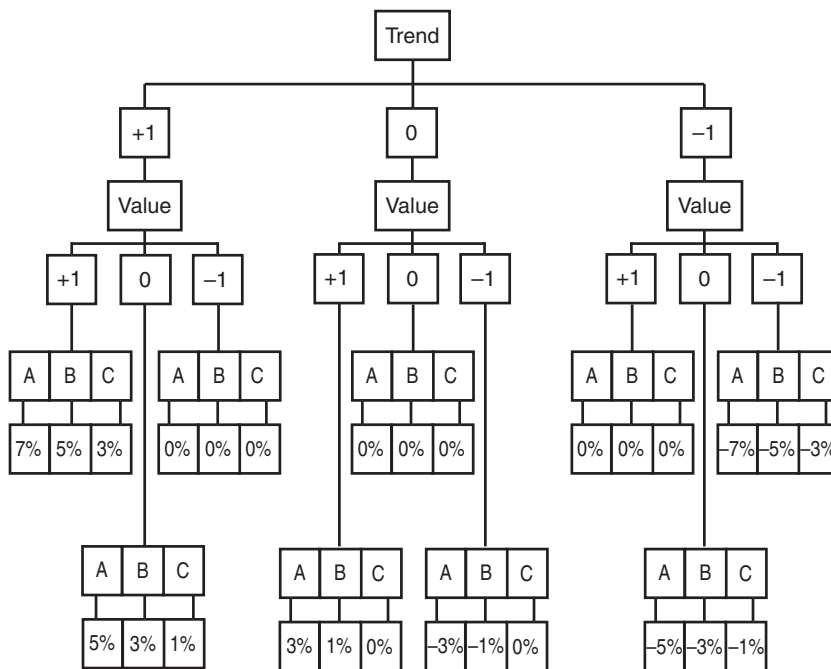 Trend
+1 0 –1
Value Value Value
+1 0 –1 +1 0 –1 +1 0 –1
A B C A B C A B C A B C A B C
7% 5% 3% 0% 0% 0% 0% 0% 0% 0% 0% 0% –7% –5% –3%
A B C A B C A B C A B C
5% 3% 1% 3% 1% 0% –3% –1% 0% –5% –3% –1%